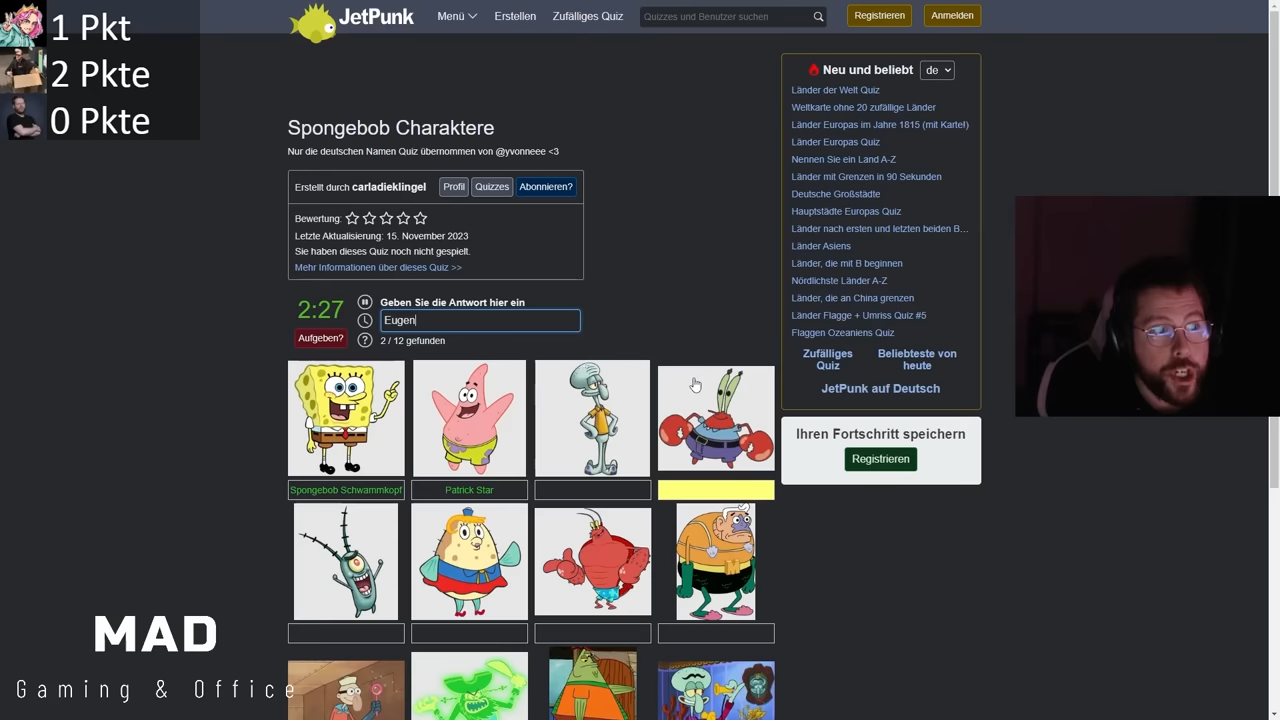 1 Pkt
2 Pkte
0 Pkte
JetPunk
Menü
Erstellen
Zufälliges Quiz
Quizzes und Benutzer suchen
Registrieren
Anmelden
Spongebob Charaktere
Nur die deutschen Namen Quiz übernommen von @yvonneee <3
Erstellt durch carladieklingel
Profil
Quizzes
Abonnieren?
Bewertung:
Letzte Aktualisierung: 15. November 2023
Sie haben dieses Quiz noch nicht gespielt.
Mehr Informationen über dieses Quiz >>
2:27
Aufgeben?
Geben Sie die Antwort hier ein
Eugen
2 / 12 gefunden
Spongebob Schwammkopf
Patrick Star
M
Neu und beliebt
de
Länder der Welt Quiz
Weltkarte ohne 20 zufällige Länder
Länder Europas im Jahre 1815 (mit Karte!)
Länder Europas Quiz
Nennen Sie ein Land A-Z
Länder mit Grenzen in 90 Sekunden
Deutsche Großstädte
Hauptstädte Europas Quiz
Länder nach ersten und letzten beiden B...
Länder Asiens
Länder, die mit B beginnen
Nördlichste Länder A-Z
Länder, die an China grenzen
Länder Flagge + Umriss Quiz #5
Flaggen Ozeaniens Quiz
Zufälliges Quiz
Beliebteste von heute
JetPunk auf Deutsch
Ihren Fortschritt speichern
Registrieren
MAD
Gaming & Office